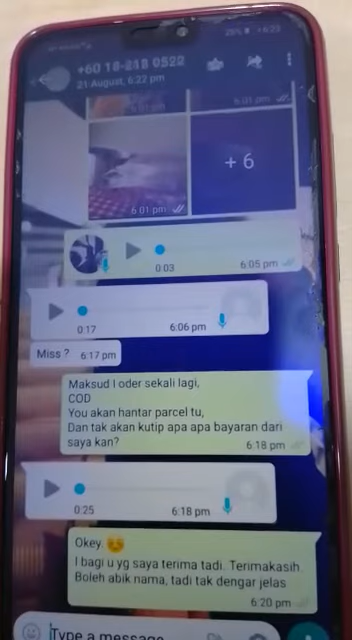 +60 18-218 0522
21 August, 6:22 pm
6:01 pm
6:01 pm
6:01 pm
+ 6
0:03
6:05 pm
0:17
6:06 pm
Miss ? 6:17 pm
Maksud I oder sekali lagi,
COD
You akan hantar parcel tu,
Dan tak akan kutip apa apa bayaran dari
saya kan?
6:18 pm
0:25
6:18 pm
Okey. 😊
I bagi u yg saya terima tadi. Terimakasih.
Boleh abik nama, tadi tak dengar jelas
6:20 pm
Type a message